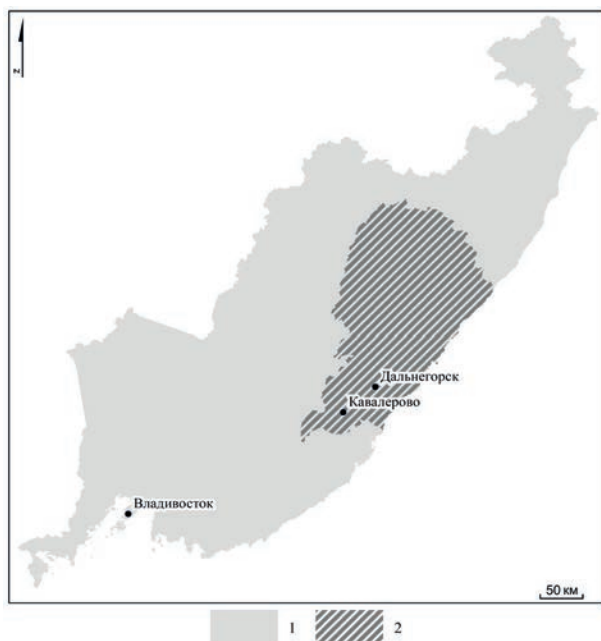 N
Дальнегорск
Кавалерово
Владивосток
50 км
1 2